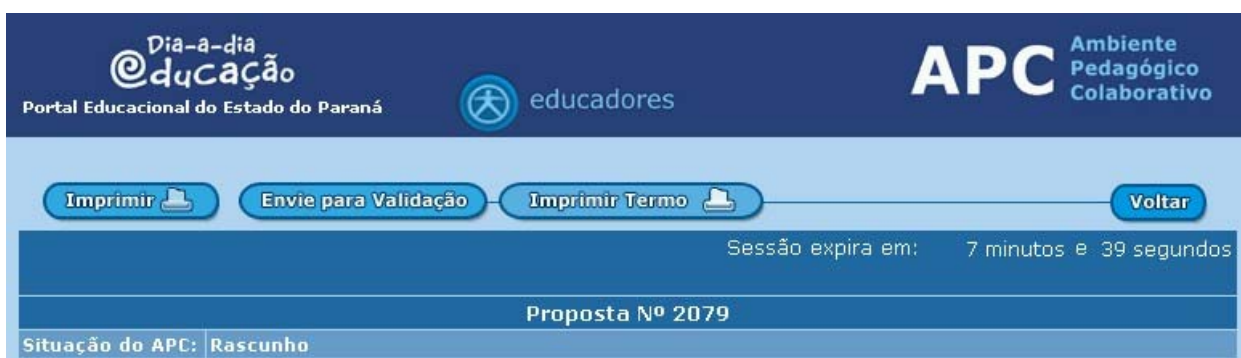 Dia-a-dia
educação
Portal Educacional do Estado do Paraná
educadores
APC
Ambiente
Pedagógico
Colaborativo
Imprimir
Envie para Validação
Imprimir Termo
Voltar
Sessão expira em: 7 minutos e 39 segundos
Proposta Nº 2079
Situação do APC: Rascunho